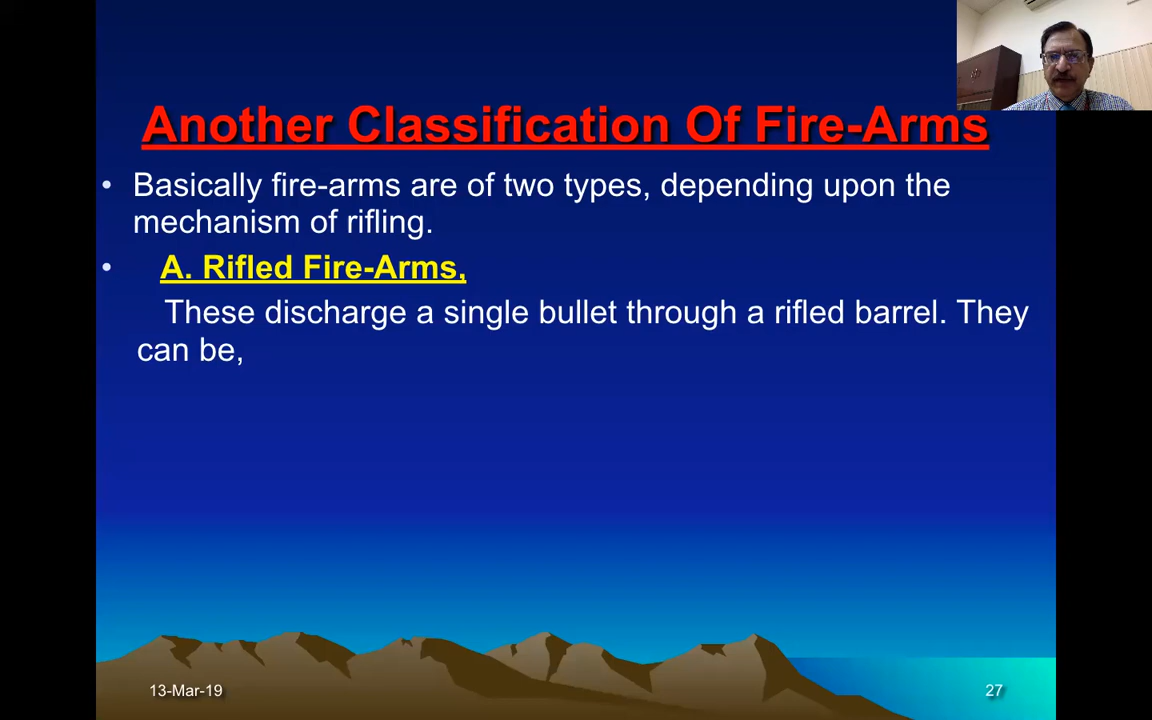 Another Classification Of Fire-Arms
• Basically fire-arms are of two types, depending upon the
mechanism of rifling.
• A. Rifled Fire-Arms,
These discharge a single bullet through a rifled barrel. They
can be,
13-Mar-19
27